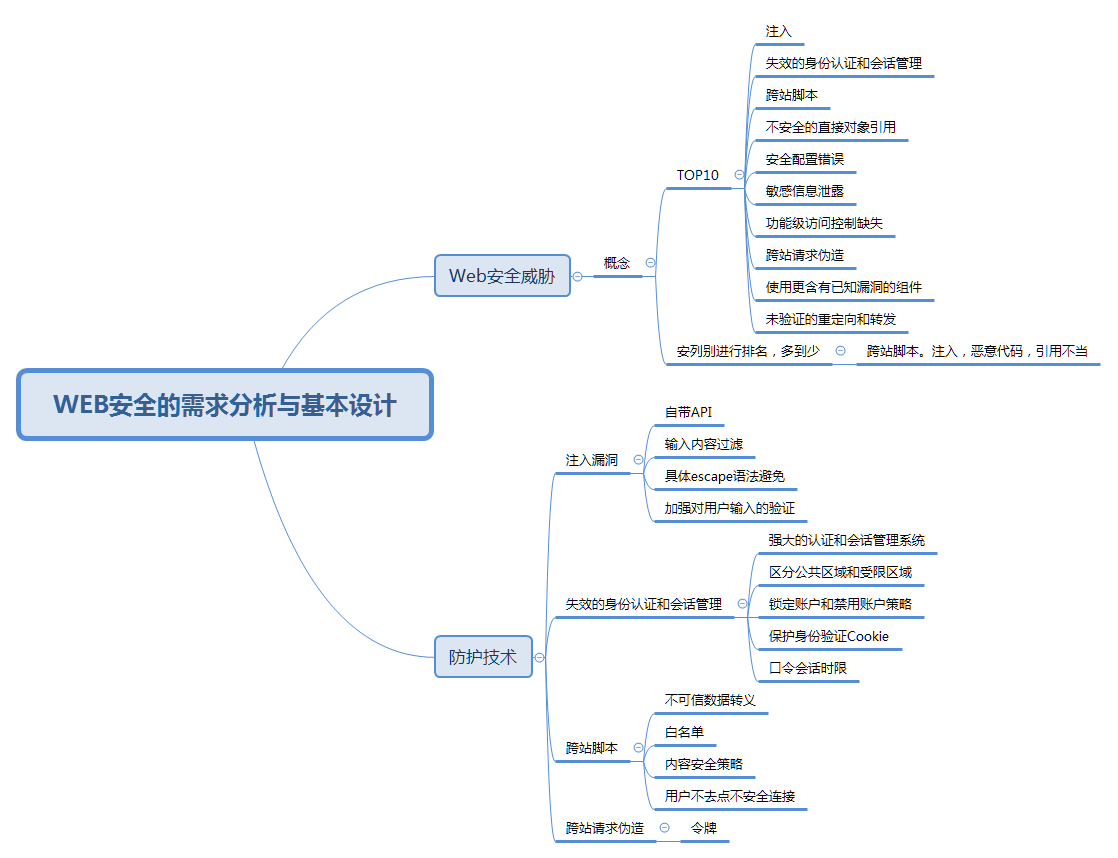 WEB安全的需求分析与基本设计
Web安全威胁
概念
TOP10
注入
失效的身份认证和会话管理
跨站脚本
不安全的直接对象引用
安全配置错误
敏感信息泄露
功能级访问控制缺失
跨站请求伪造
使用更含有已知漏洞的组件
未验证的重定向和转发
安列别进行排名，多到少
跨站脚本。注入，恶意代码，引用不当
防护技术
注入漏洞
自带API
输入内容过滤
具体escape语法避免
加强对用户输入的验证
失效的身份认证和会话管理
强大的认证和会话管理系统
区分公共区域和受限区域
锁定账户和禁用账户策略
保护身份验证Cookie
口令会话时限
跨站脚本
不可信数据转义
白名单
内容安全策略
用户不去点不安全连接
跨站请求伪造
令牌